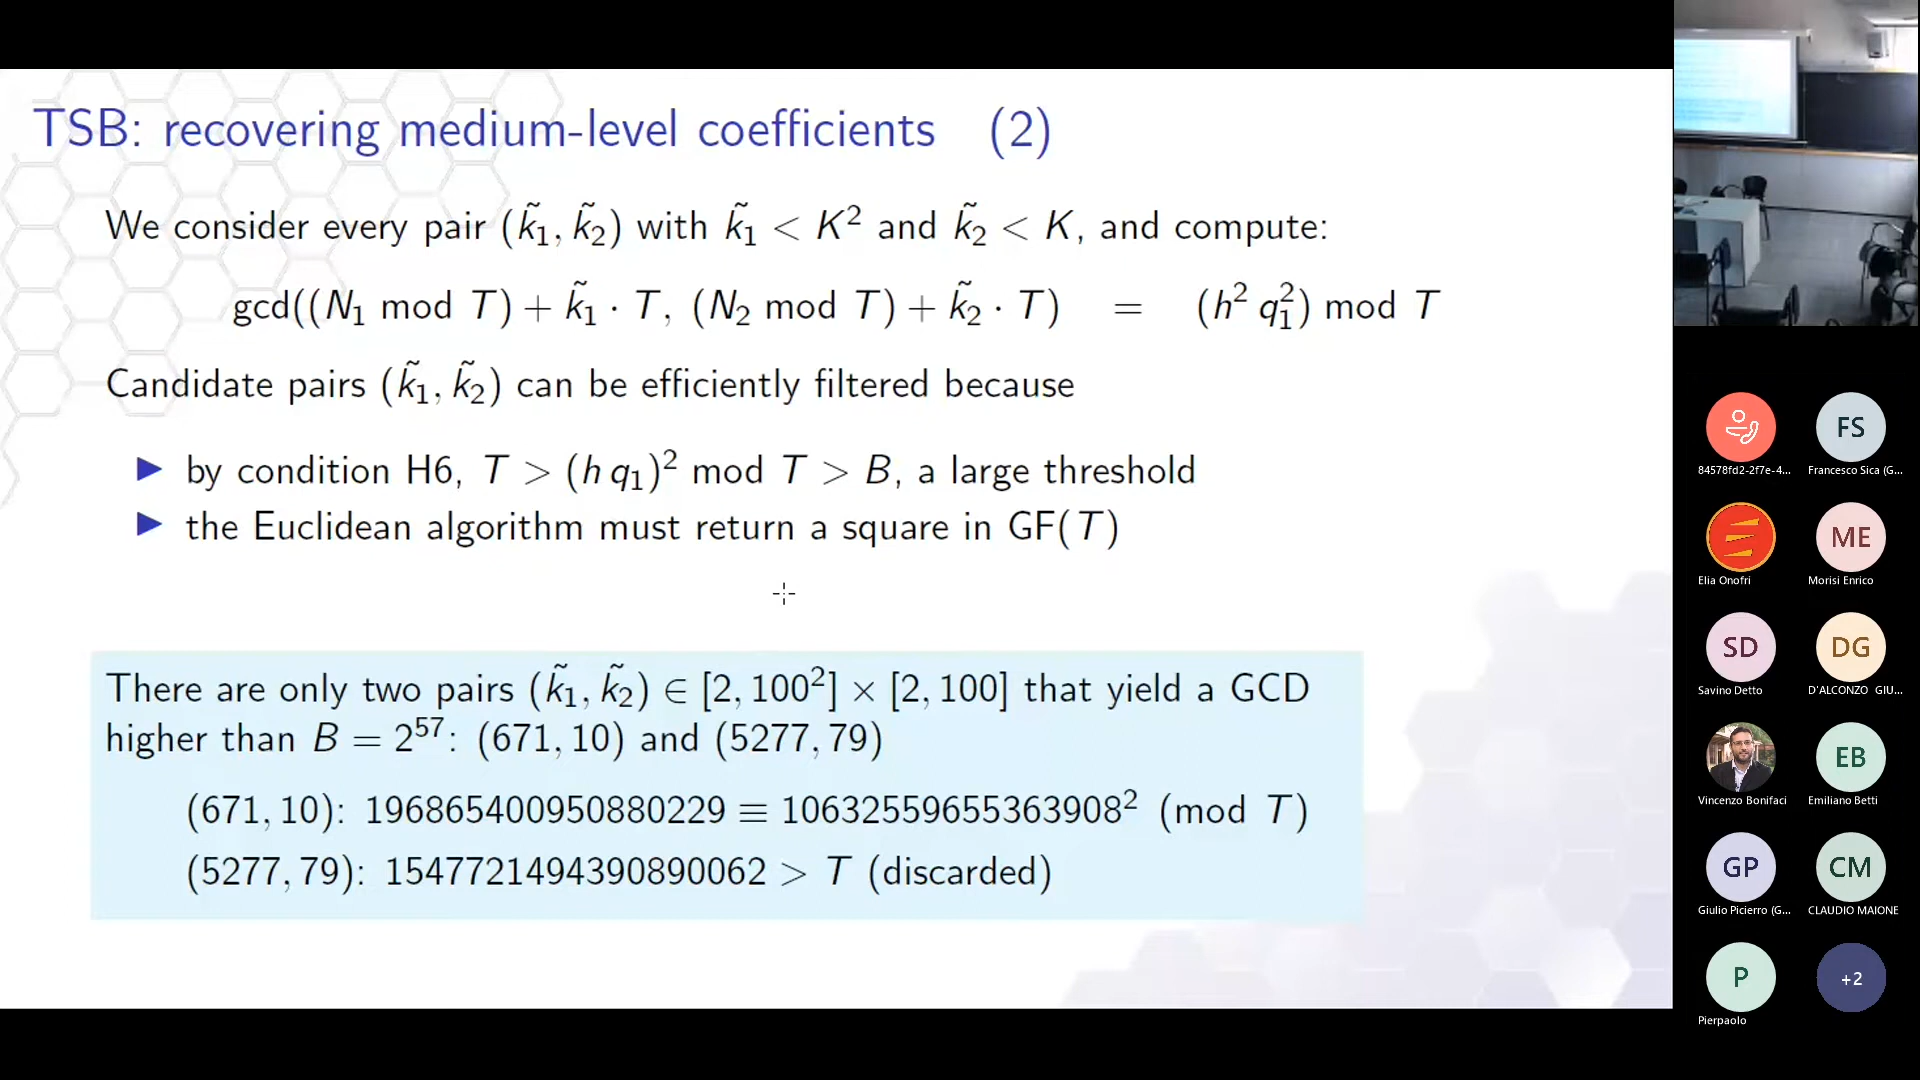 TSB: recovering medium-level coefficients (2)
We consider every pair (k̃₁, k̃₂) with k̃₁ < K² and k̃₂ < K, and compute:
gcd((N₁ mod T) + k̃₁ · T, (N₂ mod T) + k̃₂ · T) = (h² q₁²) mod T
Candidate pairs (k̃₁, k̃₂) can be efficiently filtered because
▶ by condition H6, T > (h q₁)² mod T > B, a large threshold
▶ the Euclidean algorithm must return a square in GF(T)
There are only two pairs (k̃₁, k̃₂) ∈ [2, 100²] × [2, 100] that yield a GCD
higher than B = 2⁵⁷: (671, 10) and (5277, 79)
(671, 10): 196865400950880229 ≡ 10632559655363908² (mod T)
(5277, 79): 1547721494390890062 > T (discarded)
84578fd2-2f7e-4...
FS
Francesco Sica (G...
Elia Onofri
ME
Morisi Enrico
SD
Savino Detto
DG
D'ALCONZO GIU...
Vincenzo Bonifaci
EB
Emiliano Betti
GP
Giulio Picierro (G...
CM
CLAUDIO MAIONE
P
Pierpaolo
+2